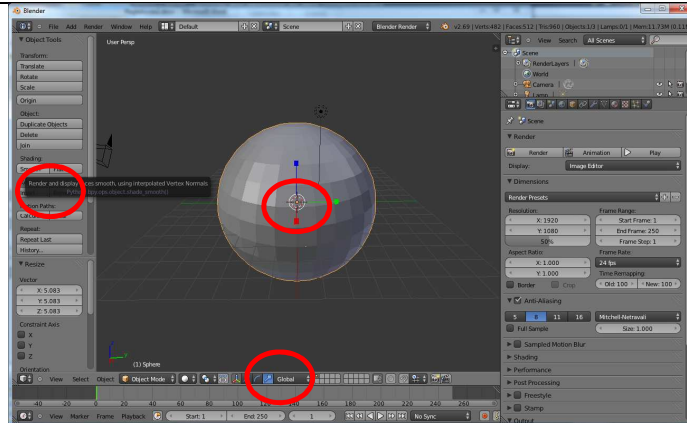 Blender
File Add Render Window Help Default Scene Blender Render v2.69 | Verts:482 | Faces:512 | Tris:960 | Objects:1/3 | Lamps:0/1 | Mem:11.73M
Object Tools
Transform:
Translate
Rotate
Scale
Origin
Object:
Duplicate Objects
Delete
Join
Shading:
Render and display faces smooth, using interpolated Vertex Normals
Motion Paths:
Repeat:
Repeat Last
History...
Resize
Vector
X: 5.083
Y: 5.083
Z: 5.083
Constraint Axis
X
Y
Z
Orientation
User Persp
(1) Sphere
View Select Object Object Mode Global
-40 -20 0 20 40 60 80 100 120 140 160 180 200 220 240 260
View Marker Frame Playback Start: 1 End: 250 1 No Sync
View Search All Scenes
Scene
RenderLayers
World
Camera
Lamp
Scene
Render
Render Animation Play
Display: Image Editor
Dimensions
Render Presets
Resolution: Frame Range:
X: 1920 Start Frame: 1
Y: 1080 End Frame: 250
50% Frame Step: 1
Aspect Ratio: Frame Rate:
X: 1.000 24 fps
Y: 1.000 Time Remapping:
Border Crop Old: 100 New: 100
Anti-Aliasing
5 8 11 16 Mitchell-Netravali
Full Sample Size: 1.000
Sampled Motion Blur
Shading
Performance
Post Processing
Freestyle
Stamp
Output